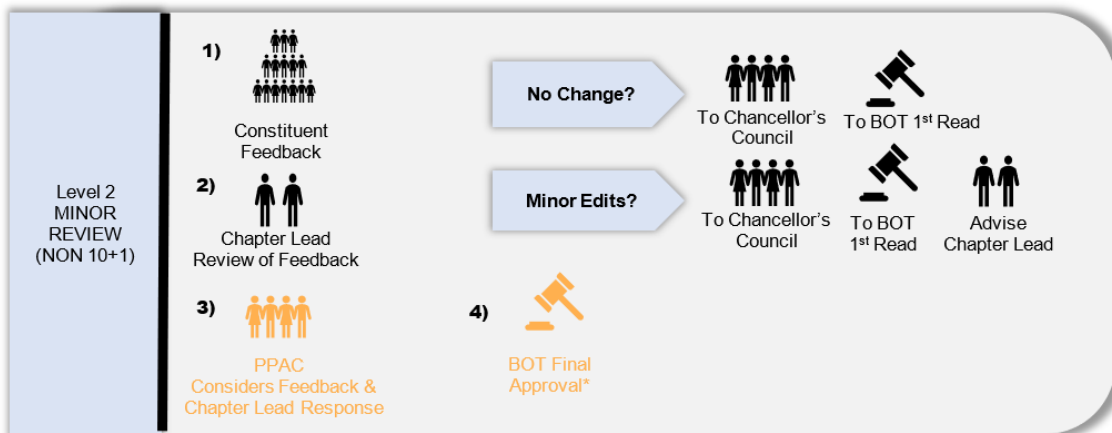 Level 2
MINOR
REVIEW
(NON 10+1)
1)
Constituent
Feedback
2)
Chapter Lead
Review of Feedback
3)
PPAC
Considers Feedback &
Chapter Lead Response
4)
BOT Final
Approval*
No Change?
To Chancellor's
Council
To BOT 1st Read
Minor Edits?
To Chancellor's
Council
To BOT
1st Read
Advise
Chapter Lead